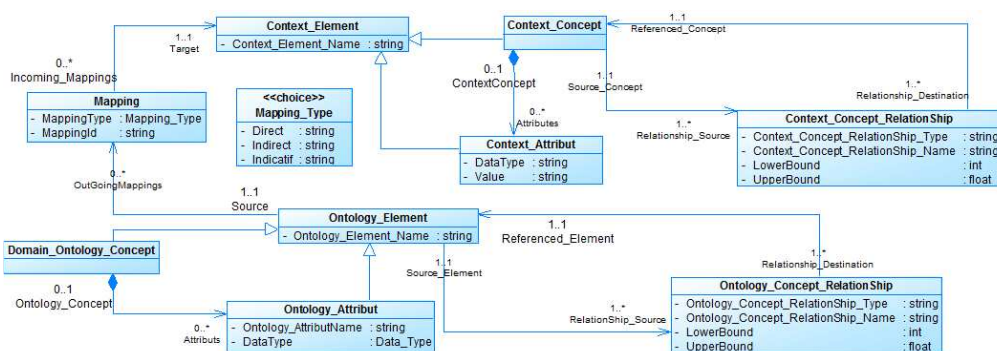 Context_Element
- Context_Element_Name : string
Context_Concept
1..1
Referenced_Concept
1..1
Target
0..*
Incoming_Mappings
0..1
ContextConcept
1..1
Source_Concept
0..*
Relationship_Destination
Mapping
- MappingType : Mapping_Type
- MappingId : string
<<choice>>
Mapping_Type
- Direct : string
- Indirect : string
- Indicatif : string
0..*
Attributes
1..*
Relationship_Source
Context_Concept_RelationShip
- Context_Concept_RelationShip_Type : string
- Context_Concept_RelationShip_Name : string
- LowerBound : int
- UpperBound : float
Context_Attribut
- DataType : string
- Value : string
0..*
OutGoingMappings
1..1
Source
Ontology_Element
- Ontology_Element_Name : string
1..1
Referenced_Element
Domain_Ontology_Concept
1..1
Source_Element
1..*
Relationship_Destination
0..1
Ontology_Concept
Ontology_Concept_RelationShip
- Ontology_Concept_RelationShip_Type : string
- Ontology_Concept_RelationShip_Name : string
- LowerBound : int
- UpperBound : float
Ontology_Attribut
- Ontology_AttributName : string
- DataType : Data_Type
0..*
Attributs
1..*
RelationShip_Source